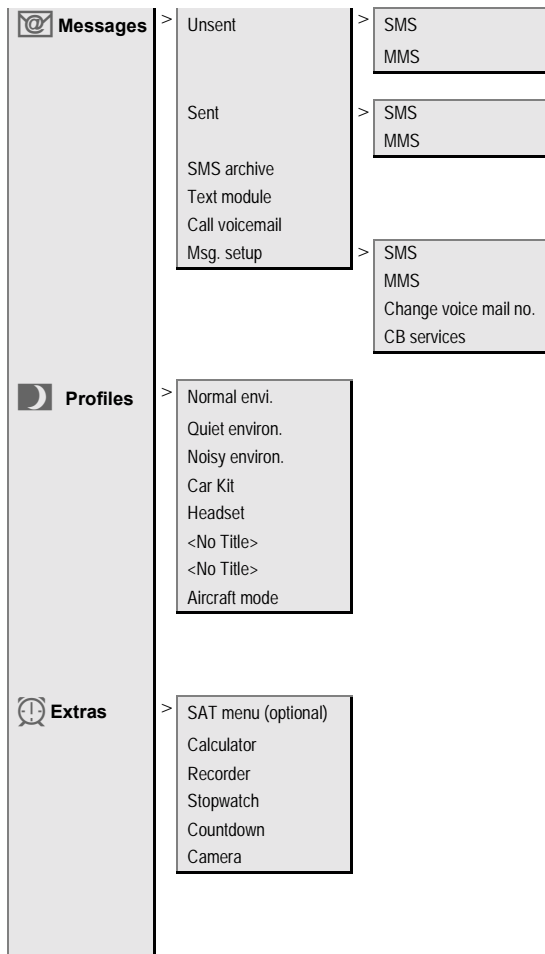 Messages > Unsent > SMS
MMS
Sent > SMS
MMS
SMS archive
Text module
Call voicemail
Msg. setup > SMS
MMS
Change voice mail no.
CB services
Profiles > Normal envi.
Quiet environ.
Noisy environ.
Car Kit
Headset
<No Title>
<No Title>
Aircraft mode
Extras > SAT menu (optional)
Calculator
Recorder
Stopwatch
Countdown
Camera